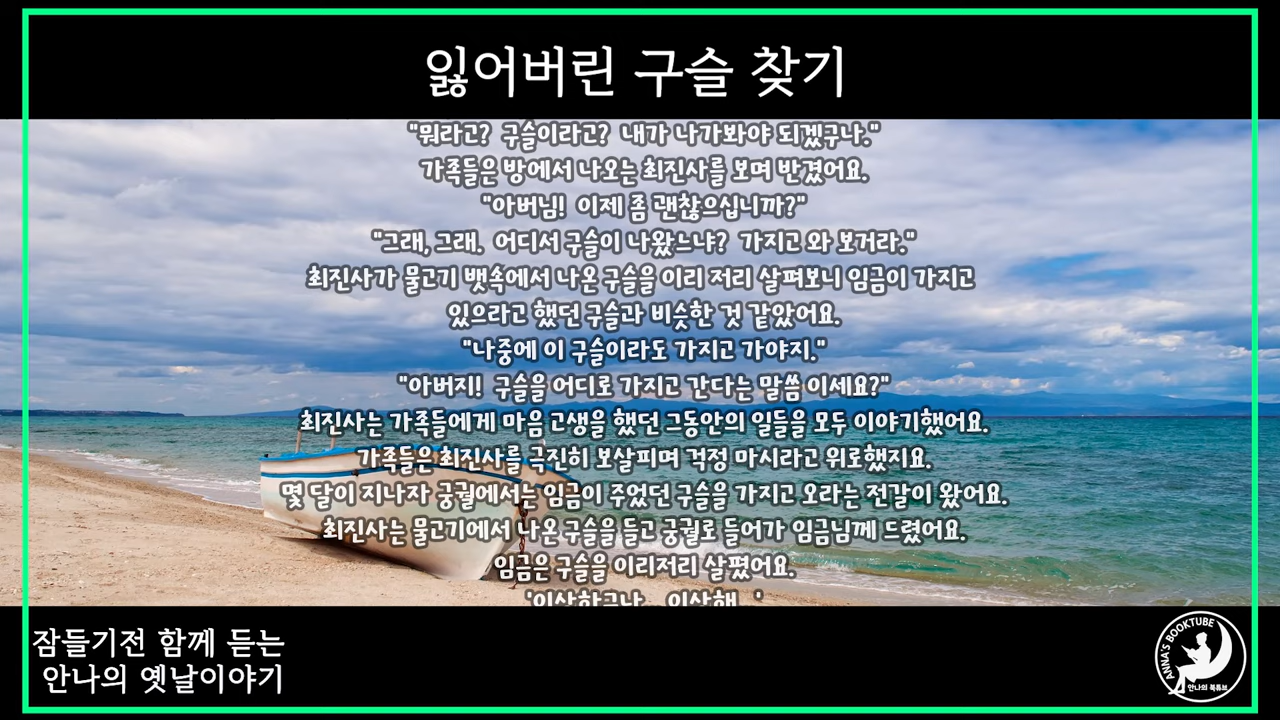 잃어버린 구슬 찾기
"뭐라고? 구슬이라고? 내가 나가봐야 되겠구나."
가족들은 방에서 나오는 최진사를 보며 반겼어요.
"아버님! 이제 좀 괜찮으십니까?"
"그래, 그래. 어디서 구슬이 나왔느냐? 가지고 와 보거라."
최진사가 물고기 뱃속에서 나온 구슬을 이리 저리 살펴보니 임금이 가지고
있으라고 했던 구슬과 비슷한 것 같았어요.
"나중에 이 구슬이라도 가지고 가야지."
"아버지! 구슬을 어디로 가지고 간다는 말씀 이세요?"
최진사는 가족들에게 마음 고생을 했던 그동안의 일들을 모두 이야기했어요.
가족들은 최진사를 극진히 보살피며 걱정 마시라고 위로했지요.
몇 달이 지나자 궁궐에서는 임금이 주었던 구슬을 가지고 오라는 전갈이 왔어요.
최진사는 물고기에서 나온 구슬을 들고 궁궐로 들어가 임금님께 드렸어요.
임금은 구슬을 이리저리 살폈어요.
'이상하구나... 이상해...'
잠들기전 함께 듣는
안나의 옛날이야기
ANNA'S BOOKTUBE
안나의 북튜브